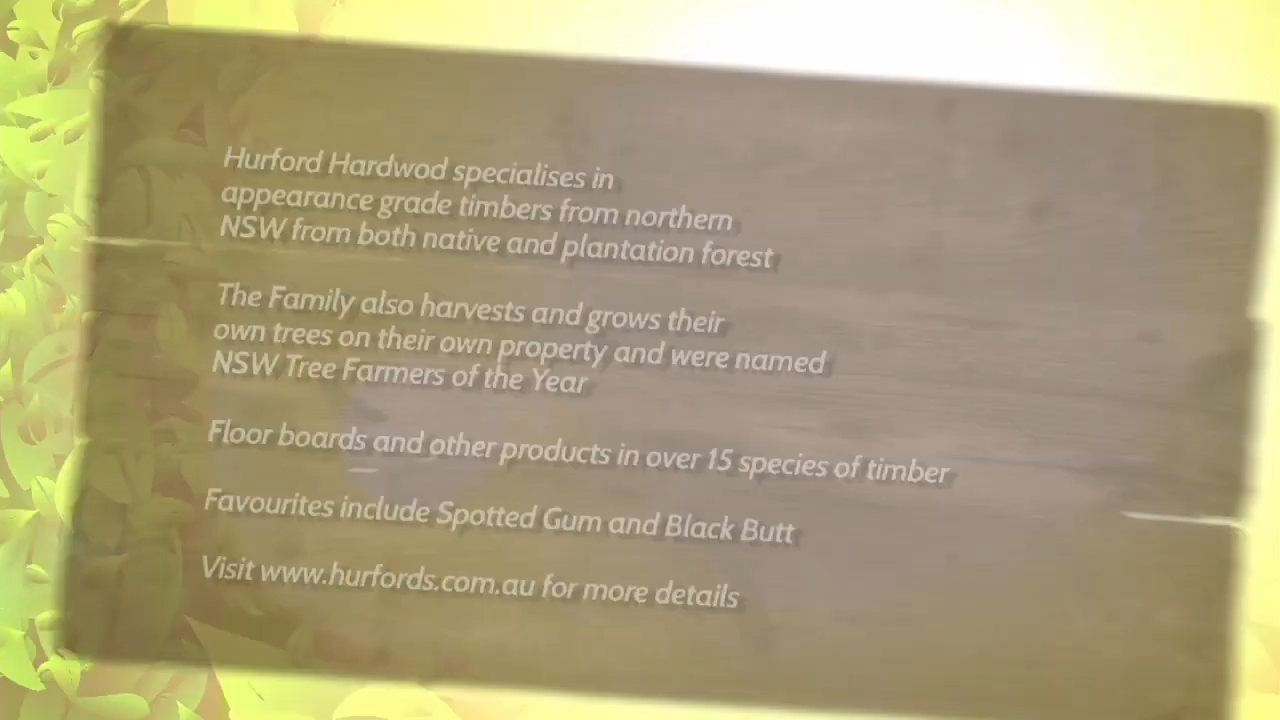 Hurford Hardwod specialises in
appearance grade timbers from northern
NSW from both native and plantation forest
The Family also harvests and grows their
own trees on their own property and were named
NSW Tree Farmers of the Year
Floor boards and other products in over 15 species of timber
Favourites include Spotted Gum and Black Butt
Visit www.hurfords.com.au for more details